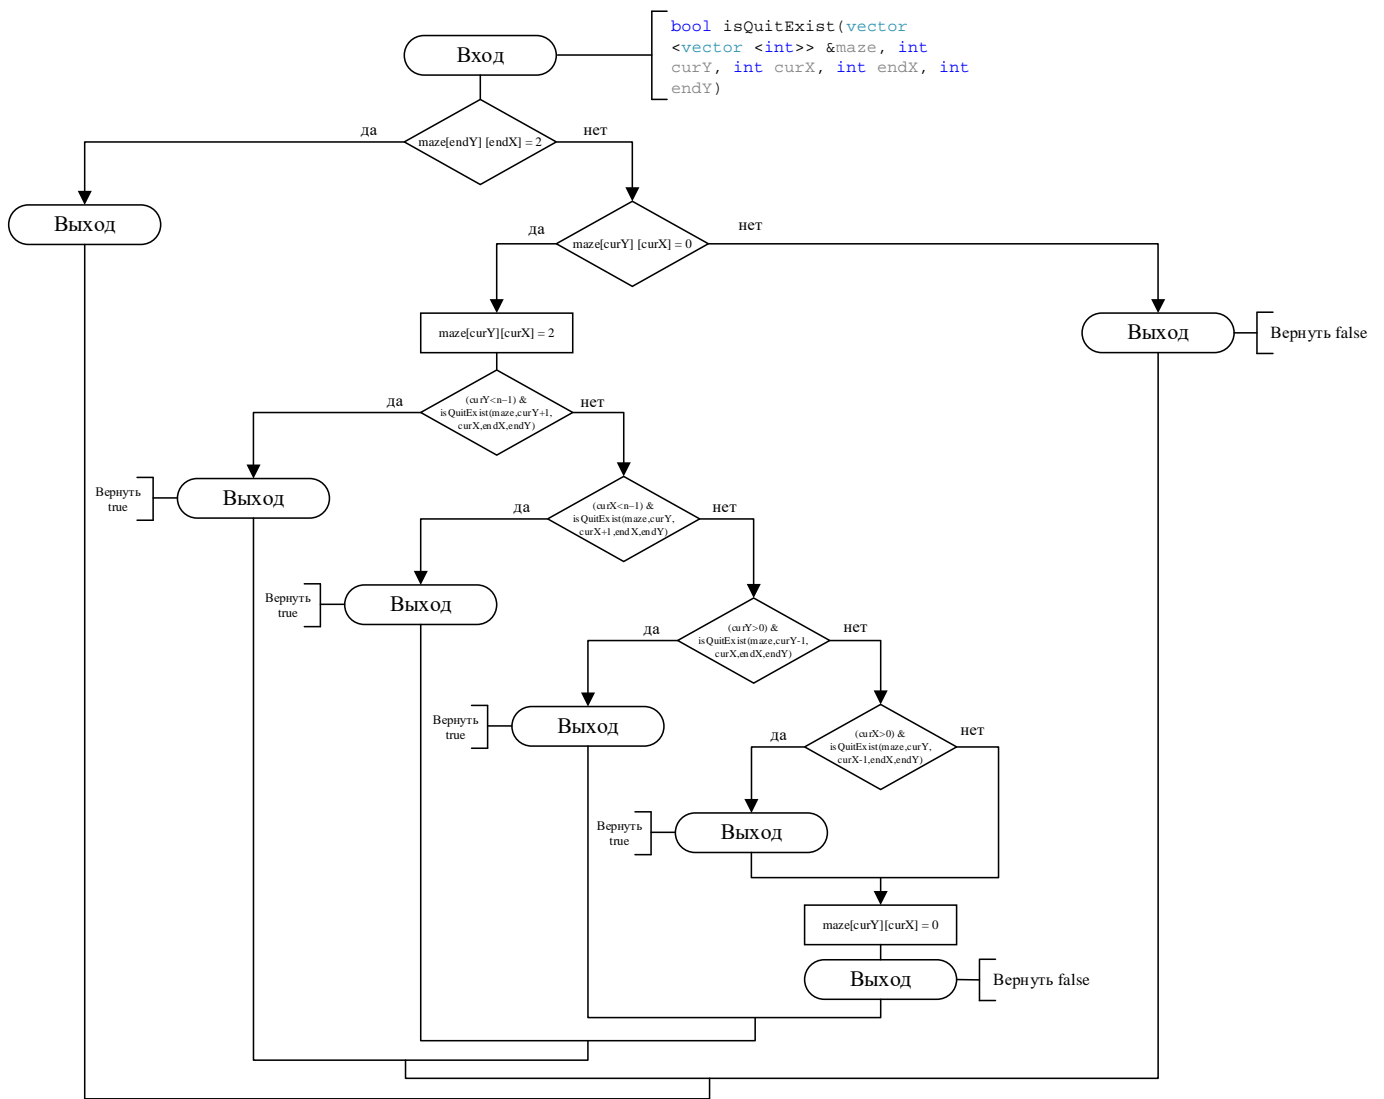 bool isQuitExist(vector
<vector <int>> &maze, int
curY, int curX, int endX, int
endY)
Вход
да
нет
maze[endY] [endX] = 2
Выход
да
нет
maze[curY] [curX] = 0
maze[curY][curX] = 2
Выход
Вернуть false
да
нет
(curY<n–1) &
isQuitExist(maze,curY+1,
curX,endX,endY)
Вернуть
true
Выход
да
нет
(curX<n–1) &
isQuitExist(maze,curY,
curX+1,endX,endY)
Вернуть
true
Выход
да
нет
(curY>0) &
isQuitExist(maze,curY-1,
curX,endX,endY)
Вернуть
true
Выход
да
нет
(curX>0) &
isQuitExist(maze,curY,
curX-1,endX,endY)
Вернуть
true
Выход
maze[curY][curX] = 0
Выход
Вернуть false